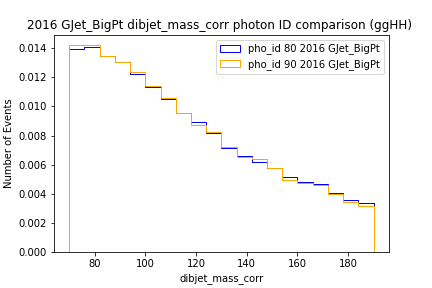 2016 GJet_BigPt dibjet_mass_corr photon ID comparison (ggHH)
pho_id 80 2016 GJet_BigPt
pho_id 90 2016 GJet_BigPt
Number of Events
0.014
0.012
0.010
0.008
0.006
0.004
0.002
0.000
80 100 120 140 160 180
dibjet_mass_corr